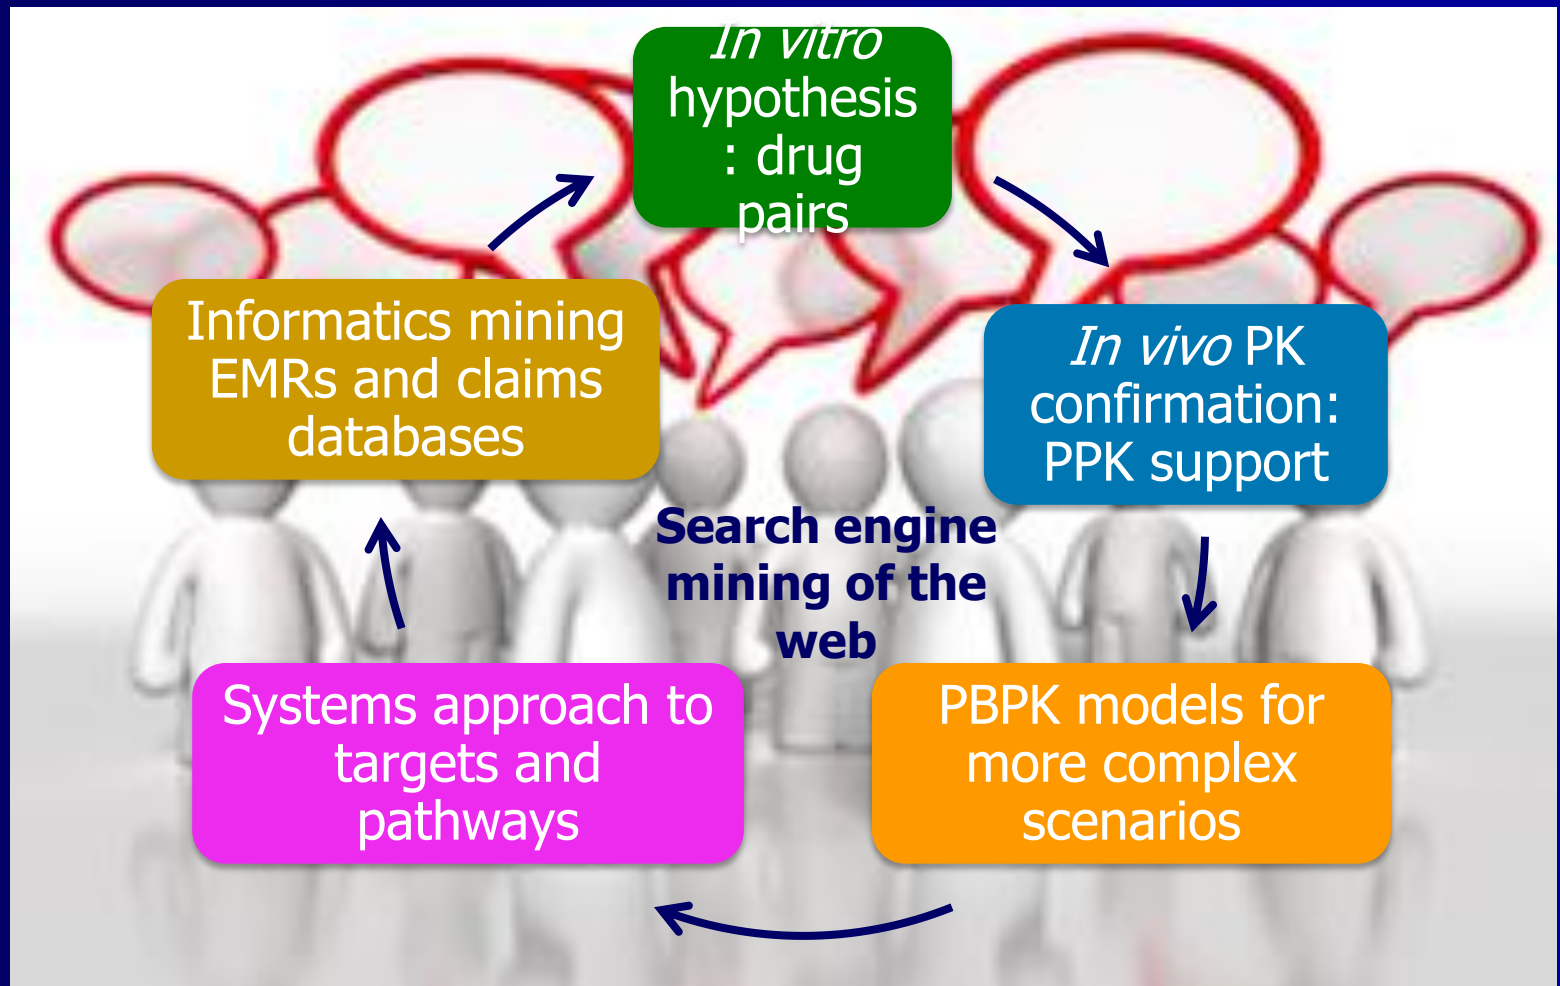 In vitro
hypothesis
: drug
pairs
Informatics mining
EMRs and claims
databases
In vivo PK
confirmation:
PPK support
Search engine
mining of the
web
Systems approach to
targets and
pathways
PBPK models for
more complex
scenarios